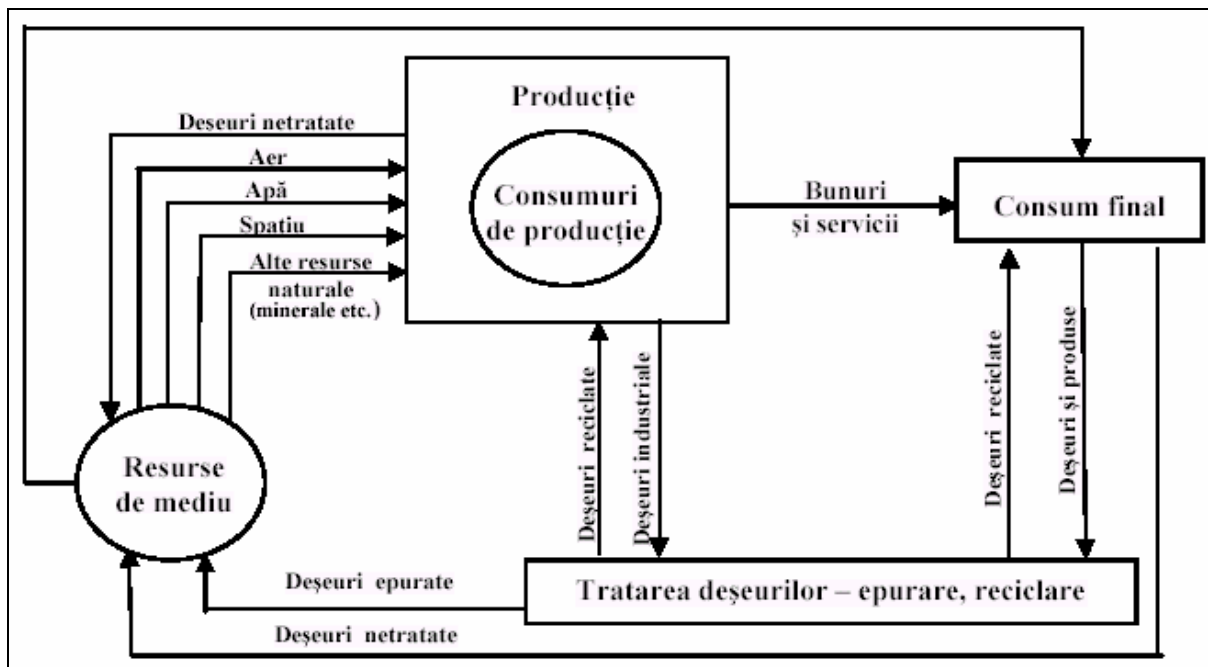 Producție
Deșeuri netratate
Aer
Apă
Spatiu
Alte resurse
naturale
(minerale etc.)
Consumuri
de producție
Bunuri
și servicii
Consum final
Resurse
de mediu
Deșeuri reciclate
Deșeuri industriale
Deșeuri reciclate
Deșeuri și produse
Deșeuri epurate
Tratarea deșeurilor – epurare, reciclare
Deșeuri netratate